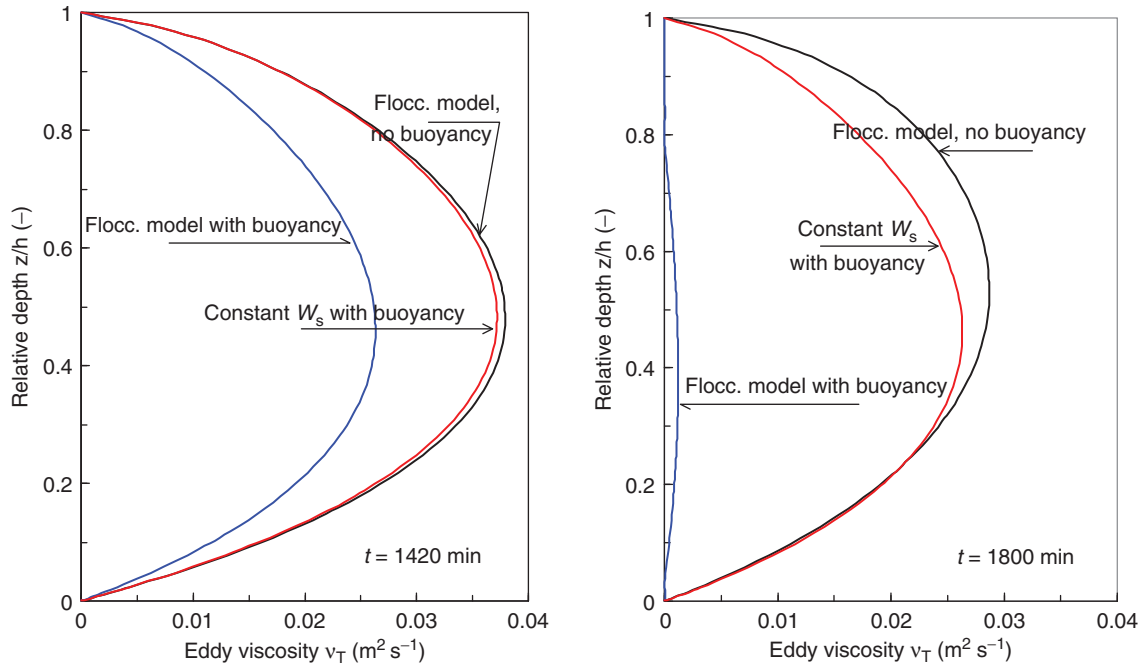 1
0.8
0.6
0.4
0.2
0
Relative depth z/h (–)
Flocc. model,
no buoyancy
Flocc. model with buoyancy
Constant Ws with buoyancy
t = 1420 min
0
0.01
0.02
0.03
0.04
Eddy viscosity νT (m² s⁻¹)
1
0.8
0.6
0.4
0.2
0
Relative depth z/h (–)
Flocc. model, no buoyancy
Constant Ws
with buoyancy
Flocc. model with buoyancy
t = 1800 min
0
0.01
0.02
0.03
0.04
Eddy viscosity νT (m² s⁻¹)